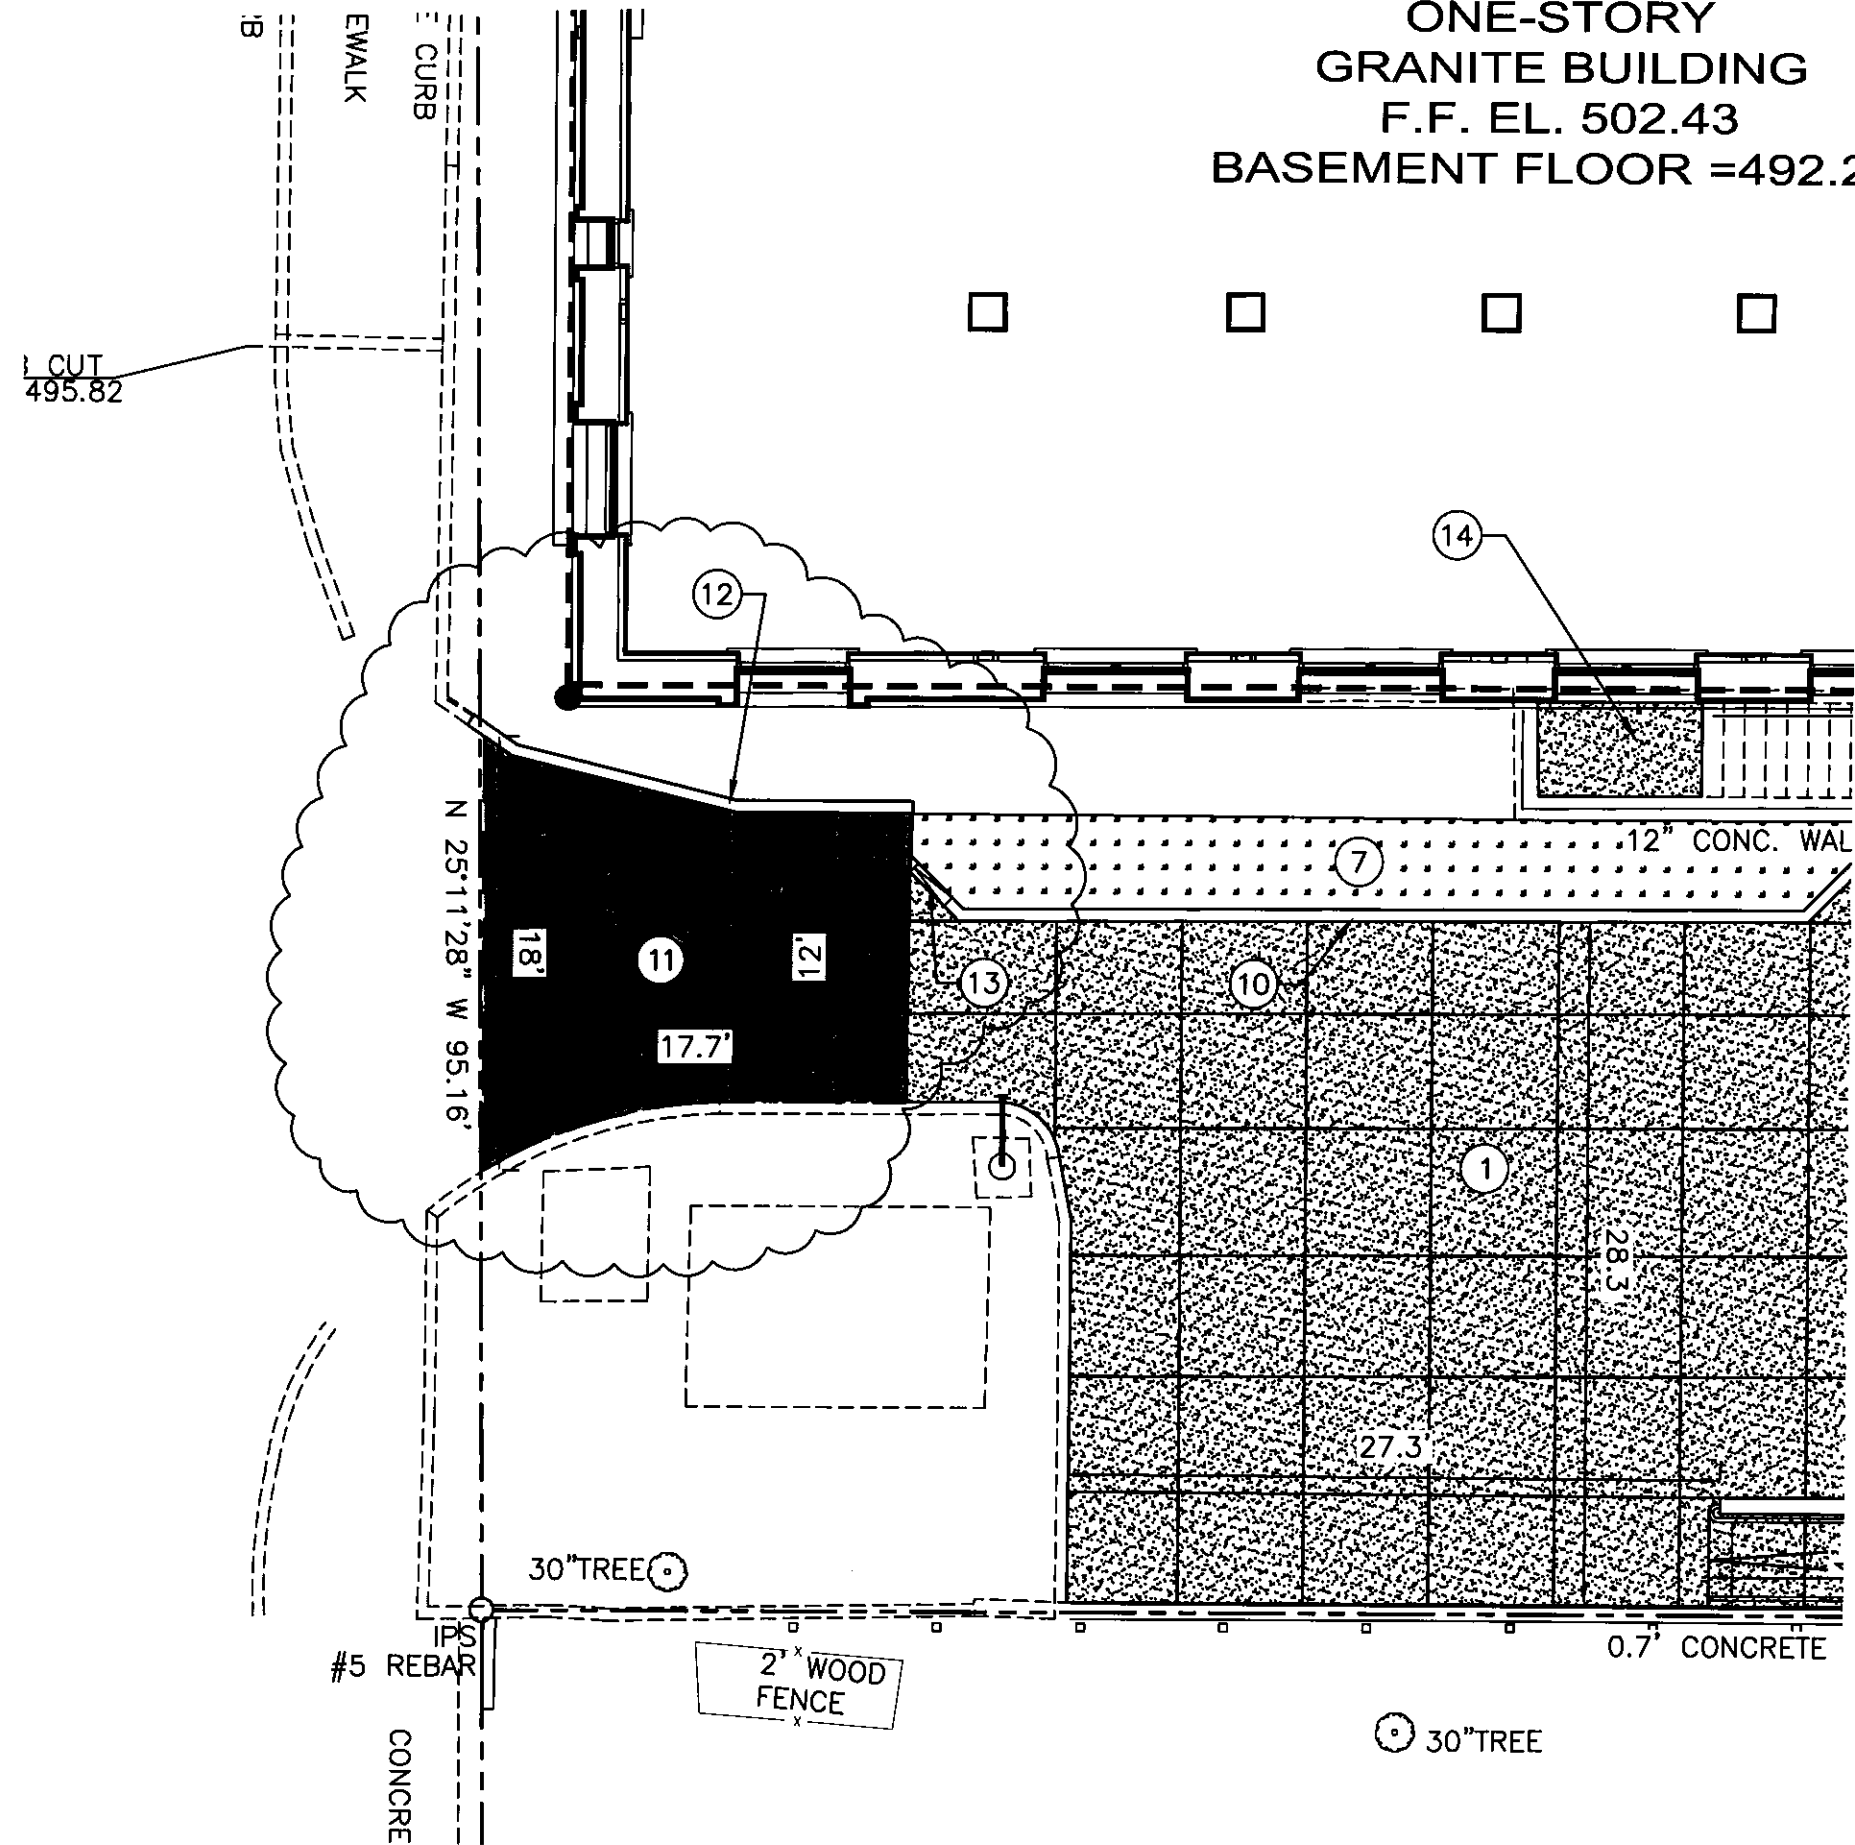 ONE-STORY
GRANITE BUILDING
F.F. EL. 502.43
BASEMENT FLOOR =492.2
EWALK
CURB
CUT
495.82
12
14
12" CONC. WAL
7
N 25°11'28" W 95.16'
18'
11
12'
13
10
17.7'
1
28.3'
27.3'
30"TREE
IPS
#5 REBAR
2' WOOD
FENCE
0.7' CONCRETE
30"TREE
CONCRE